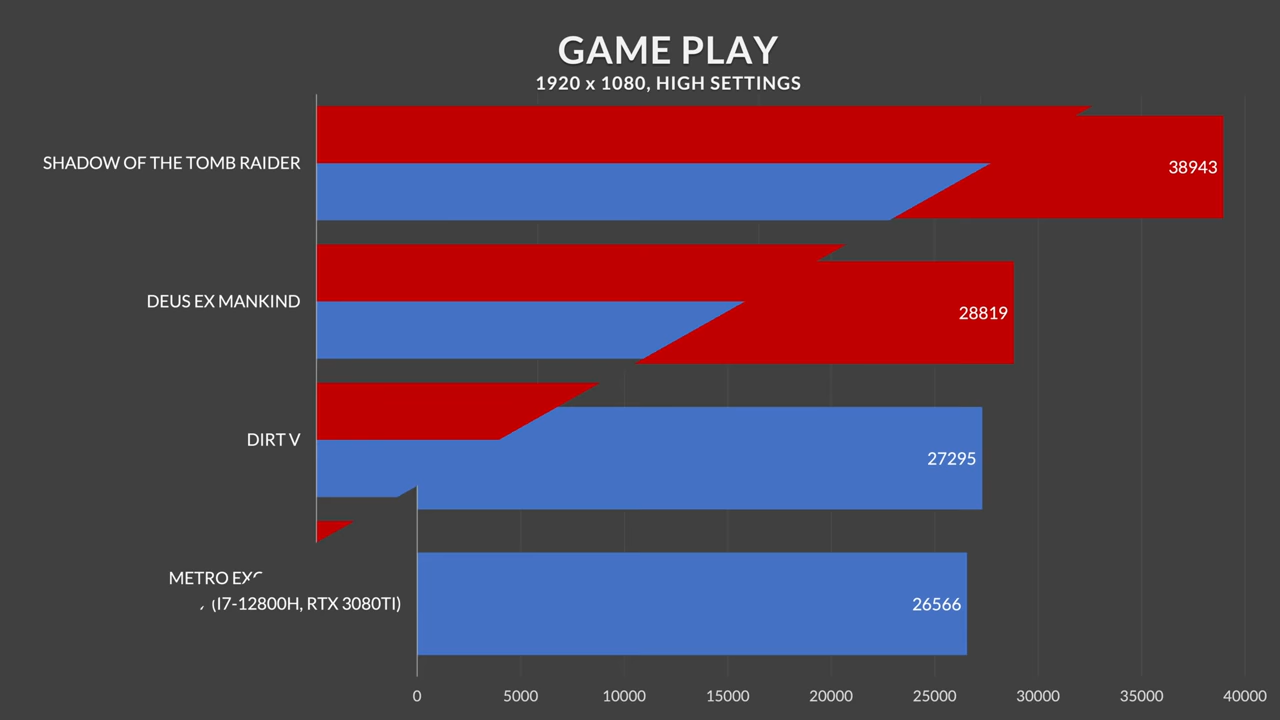 GAME PLAY
1920 x 1080, HIGH SETTINGS
SHADOW OF THE TOMB RAIDER
38943
DEUS EX MANKIND
28819
DIRT V
27295
METRO
(I7-12800H, RTX 3080TI)
26566
0 5000 10000 15000 20000 25000 30000 35000 40000